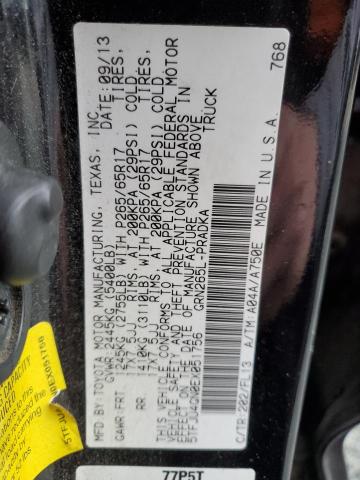 MFD BY: TOYOTA MOTOR MANUFACTURING, TEXAS, INC. 09/13
GVWR 2445KG (5400LB)
GAWR: FRT 1245KG (2755LB) WITH P265/65R17 TIRES,
17X7.5JJ RIMS, AT 200KPA (29PSI) COLD
RR 1410KG (3110LB) WITH P265/65R17 TIRES,
17X7.5JJ RIMS, AT 200KPA (29PSI) COLD
THIS VEHICLE CONFORMS TO ALL APPLICABLE FEDERAL MOTOR
VEHICLE SAFETY AND THEFT PREVENTION STANDARDS IN
EFFECT ON THE DATE OF MANUFACTURE SHOWN ABOVE
TRUCK
GRN265L-PRADKA
C/TR:202/FL13 A/TM:A04A/A750E MADE IN U.S.A. 768
77P5T